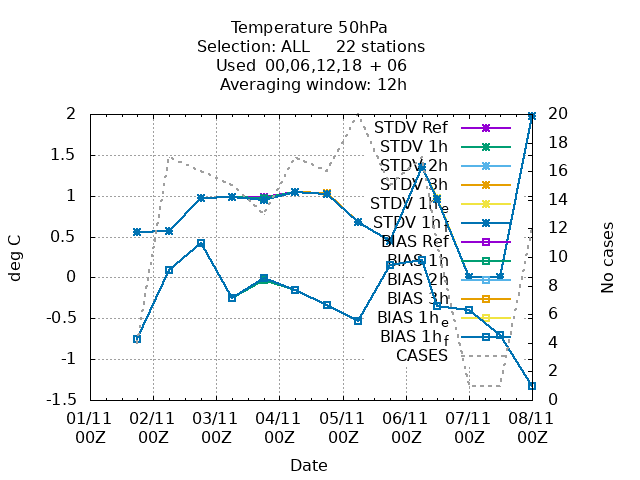 Temperature 50hPa
Selection: ALL 22 stations
Used 00,06,12,18 + 06
Averaging window: 12h
deg C
2
1.5
1
0.5
0
-0.5
-1
-1.5
No cases
20
18
16
14
12
10
8
6
4
2
0
STDV Ref
STDV 1h
STDV 2h
STDV 3h
STDV 1h_e
STDV 1h_f
BIAS Ref
BIAS 1h
BIAS 2h
BIAS 3h
BIAS 1h_e
BIAS 1h_f
CASES
01/11 02/11 03/11 04/11 05/11 06/11 07/11 08/11
00Z 00Z 00Z 00Z 00Z 00Z 00Z 00Z
Date